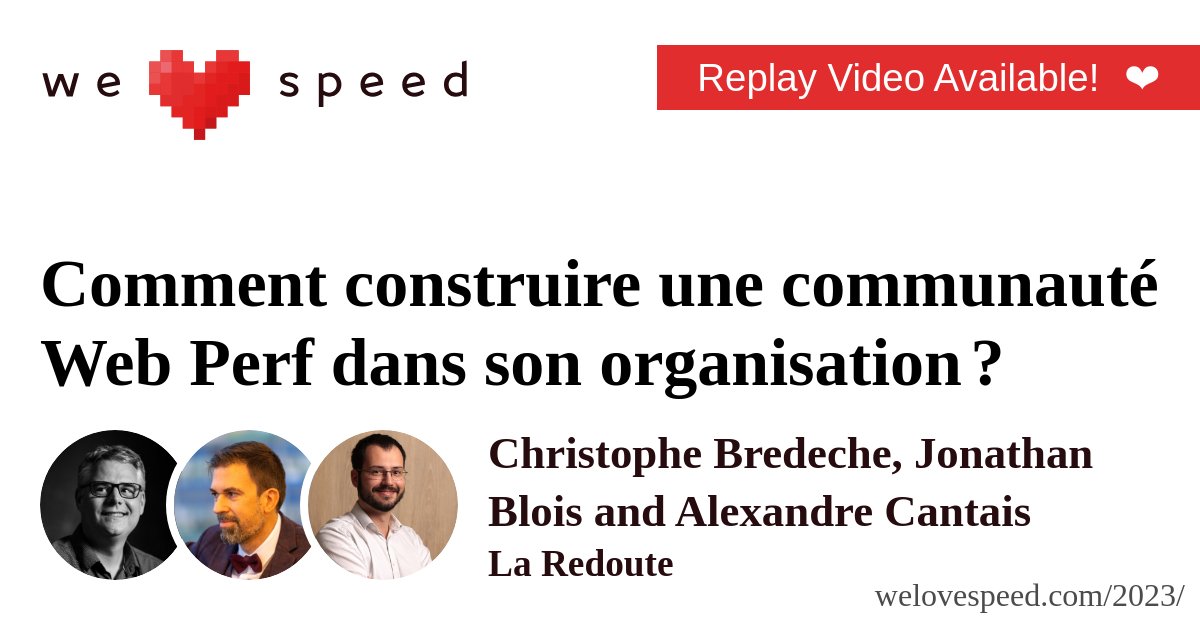 we speed
Replay Video Available! ❤
Comment construire une communauté
Web Perf dans son organisation ?
Christophe Bredeche, Jonathan
Blois and Alexandre Cantais
La Redoute
welovespeed.com/2023/